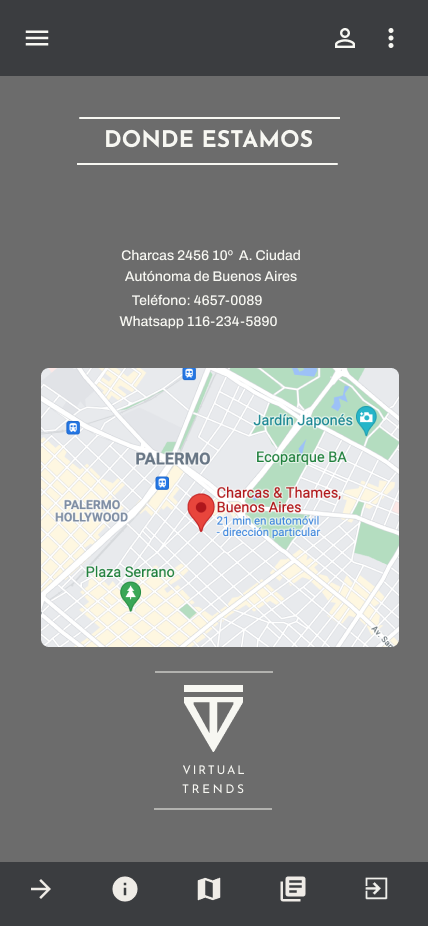 DONDE ESTAMOS
Charcas 2456 10º A. Ciudad
Autónoma de Buenos Aires
Teléfono: 4657-0089
Whatsapp 116-234-5890
Jardín Japonés
PALERMO
Ecoparque BA
Charcas & Thames,
Buenos Aires
21 min en automóvil
- dirección particular
PALERMO
HOLLYWOOD
Plaza Serrano
Av. Sa
VIRTUAL
TRENDS